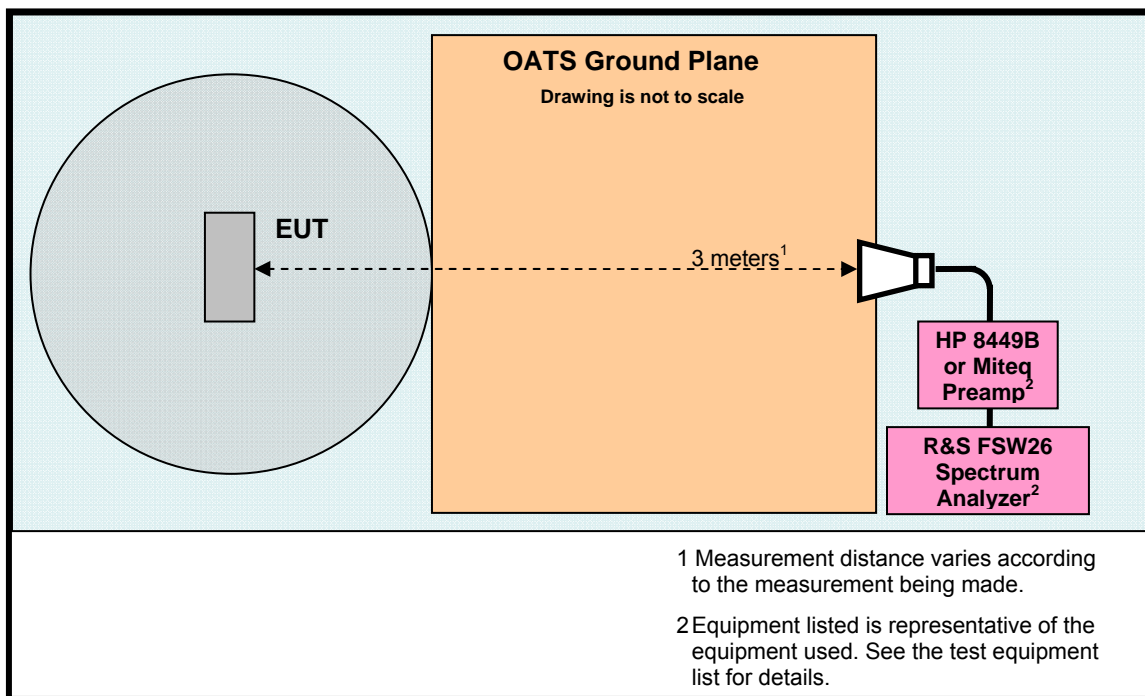 OATS Ground Plane
Drawing is not to scale
EUT
3 meters¹
HP 8449B
or Miteq
Preamp²
R&S FSW26
Spectrum
Analyzer²
1 Measurement distance varies according
to the measurement being made.
2 Equipment listed is representative of the
equipment used. See the test equipment
list for details.